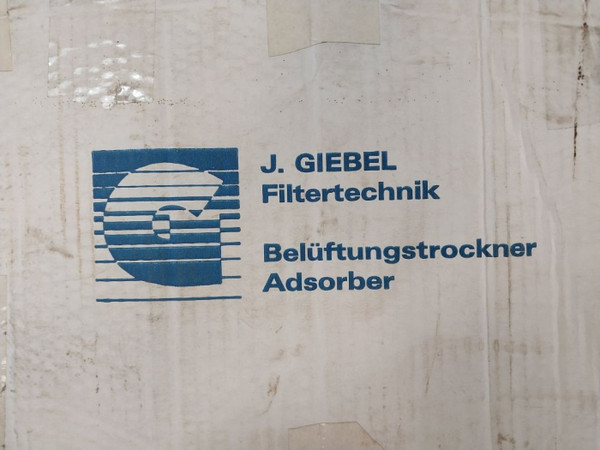 J. GIEBEL
Filtertechnik
Belüftungstrockner
Adsorber